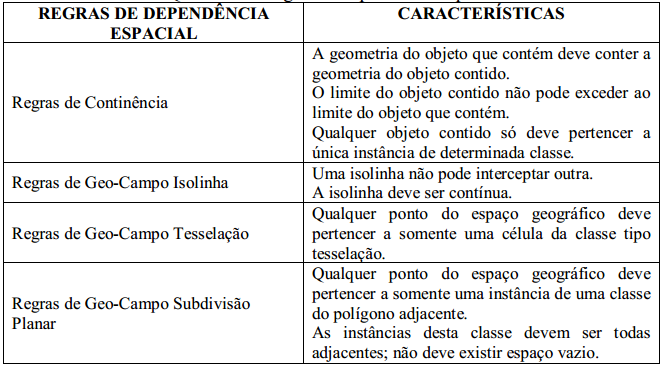 REGRAS DE DEPENDÊNCIA
ESPACIAL
CARACTERÍSTICAS
Regras de Continência
A geometria do objeto que contém deve conter a
geometria do objeto contido.
O limite do objeto contido não pode exceder ao
limite do objeto que contém.
Qualquer objeto contido só deve pertencer a
única instância de determinada classe.
Regras de Geo-Campo Isolinha
Uma isolinha não pode interceptar outra.
A isolinha deve ser contínua.
Regras de Geo-Campo Tesselação
Qualquer ponto do espaço geográfico deve
pertencer a somente uma célula da classe tipo
tesselação.
Regras de Geo-Campo Subdivisão
Planar
Qualquer ponto do espaço geográfico deve
pertencer a somente uma instância de uma classe
do polígono adjacente.
As instâncias desta classe devem ser todas
adjacentes; não deve existir espaço vazio.